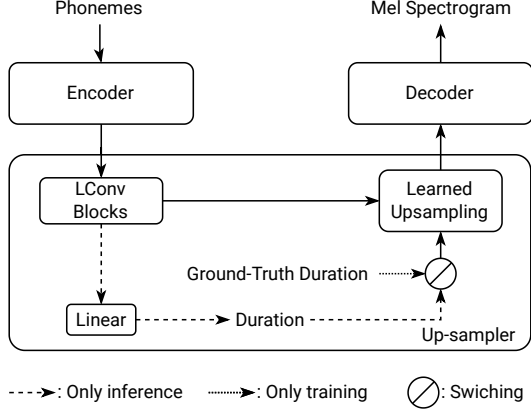 Phonemes
Mel Spectrogram
Encoder
Decoder
LConv
Blocks
Learned
Upsampling
Ground-Truth Duration
Linear
Duration
Up-sampler
: Only inference
: Only training
: Swiching